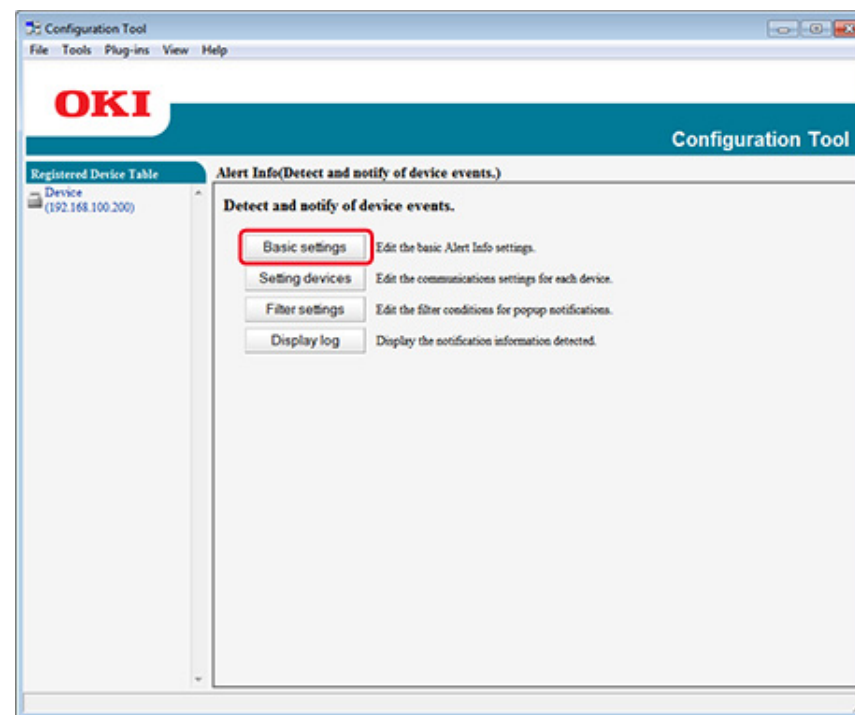 Configuration Tool
File Tools Plug-ins View Help
OKI
Configuration Tool
Registered Device Table
Device
(192.168.100.200)
Alert Info(Detect and notify of device events.)
Detect and notify of device events.
Basic settings Edit the basic Alert Info settings.
Setting devices Edit the communications settings for each device.
Filter settings Edit the filter conditions for popup notifications.
Display log Display the notification information detected.